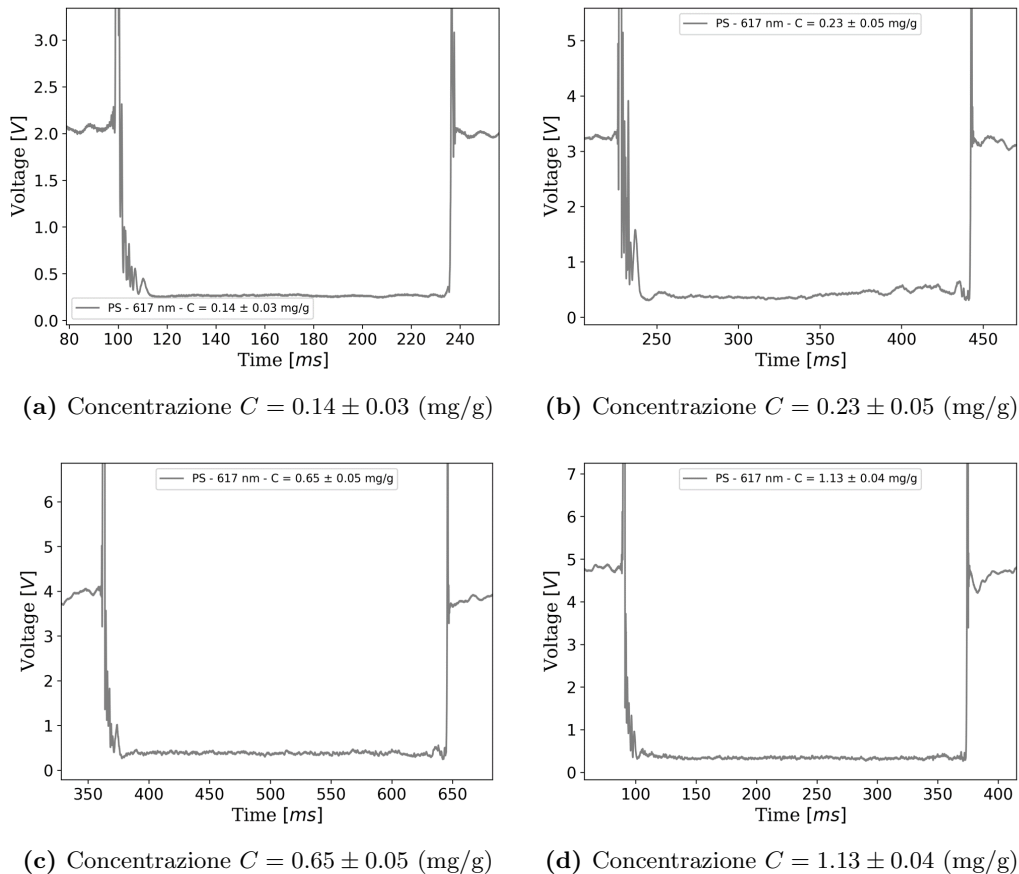 3.0
2.5
2.0
1.5
1.0
0.5
0.0
Voltage [V]
80 100 120 140 160 180 200 220 240
Time [ms]
PS - 617 nm - C = 0.14 ± 0.03 mg/g
(a) Concentrazione C = 0.14 ± 0.03 (mg/g)
5
4
3
2
1
0
Voltage [V]
250 300 350 400 450
Time [ms]
PS - 617 nm - C = 0.23 ± 0.05 mg/g
(b) Concentrazione C = 0.23 ± 0.05 (mg/g)
6
5
4
3
2
1
0
Voltage [V]
350 400 450 500 550 600 650
Time [ms]
PS - 617 nm - C = 0.65 ± 0.05 mg/g
(c) Concentrazione C = 0.65 ± 0.05 (mg/g)
7
6
5
4
3
2
1
0
Voltage [V]
100 150 200 250 300 350 400
Time [ms]
PS - 617 nm - C = 1.13 ± 0.04 mg/g
(d) Concentrazione C = 1.13 ± 0.04 (mg/g)